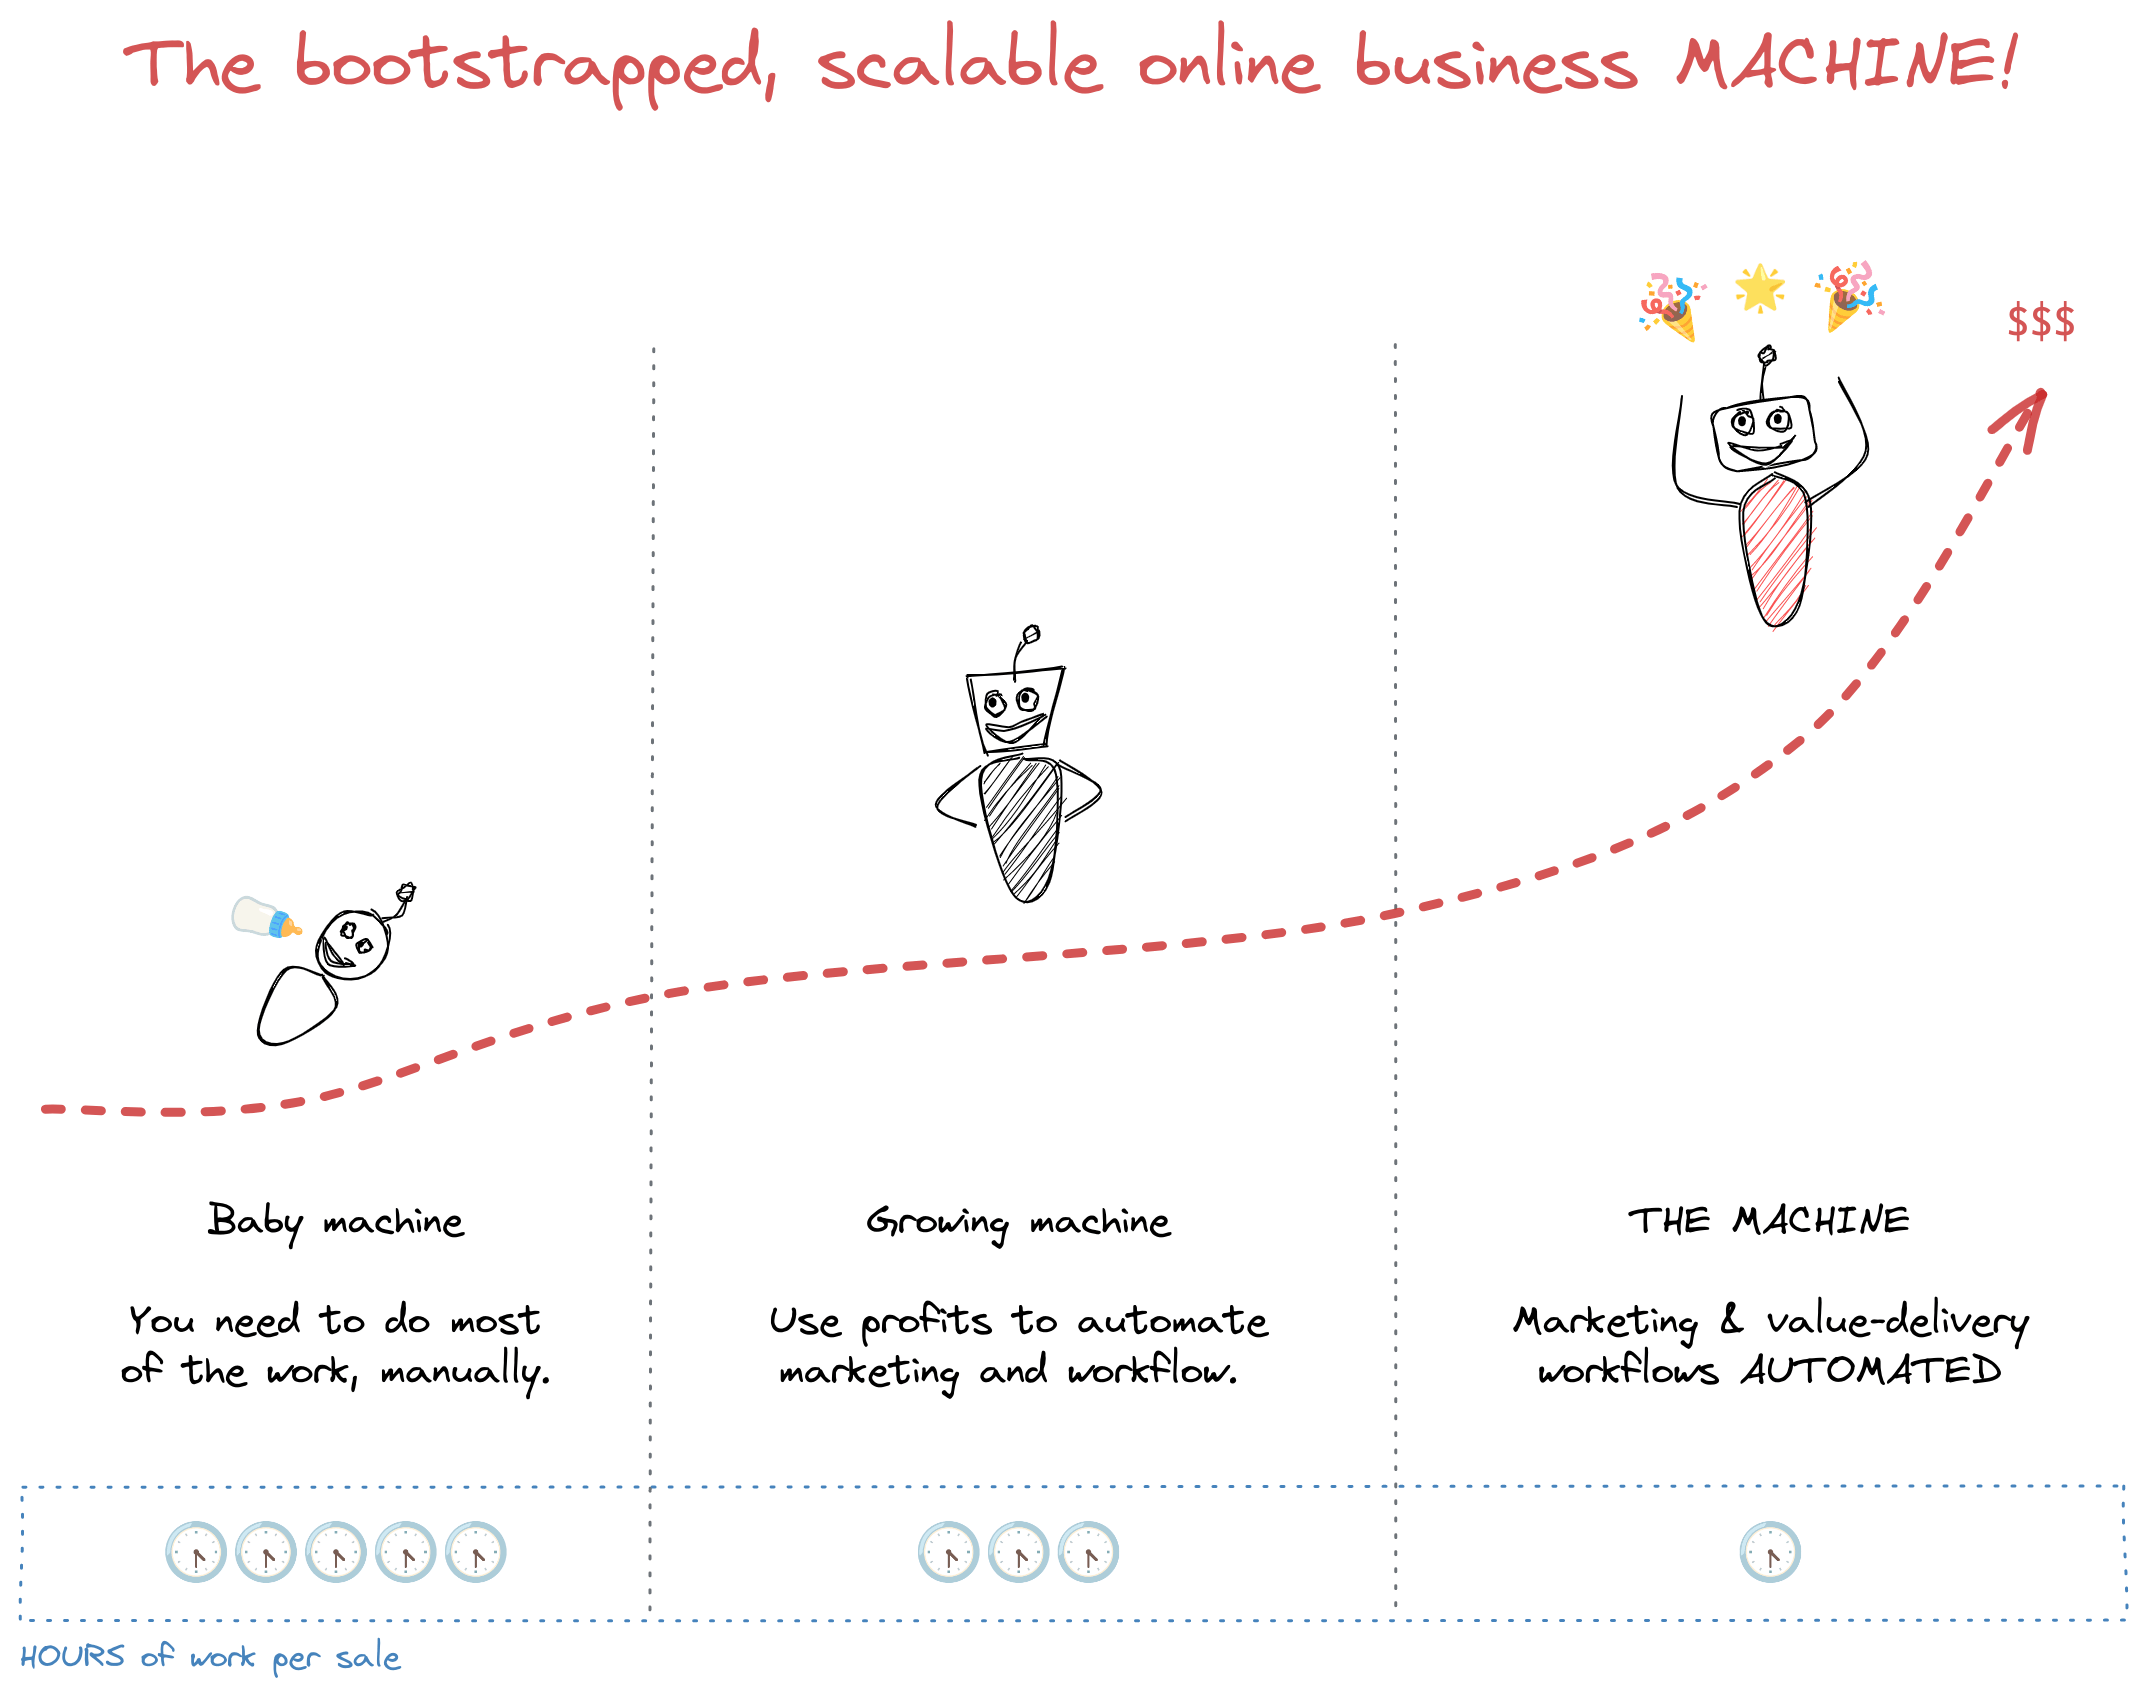 The bootstrapped, scalable online business MACHINE!
$$$
Baby machine
You need to do most
of the work, manually.
Growing machine
Use profits to automate
marketing and workflow.
THE MACHINE
Marketing & value-delivery
workflows AUTOMATED
HOURS of work per sale